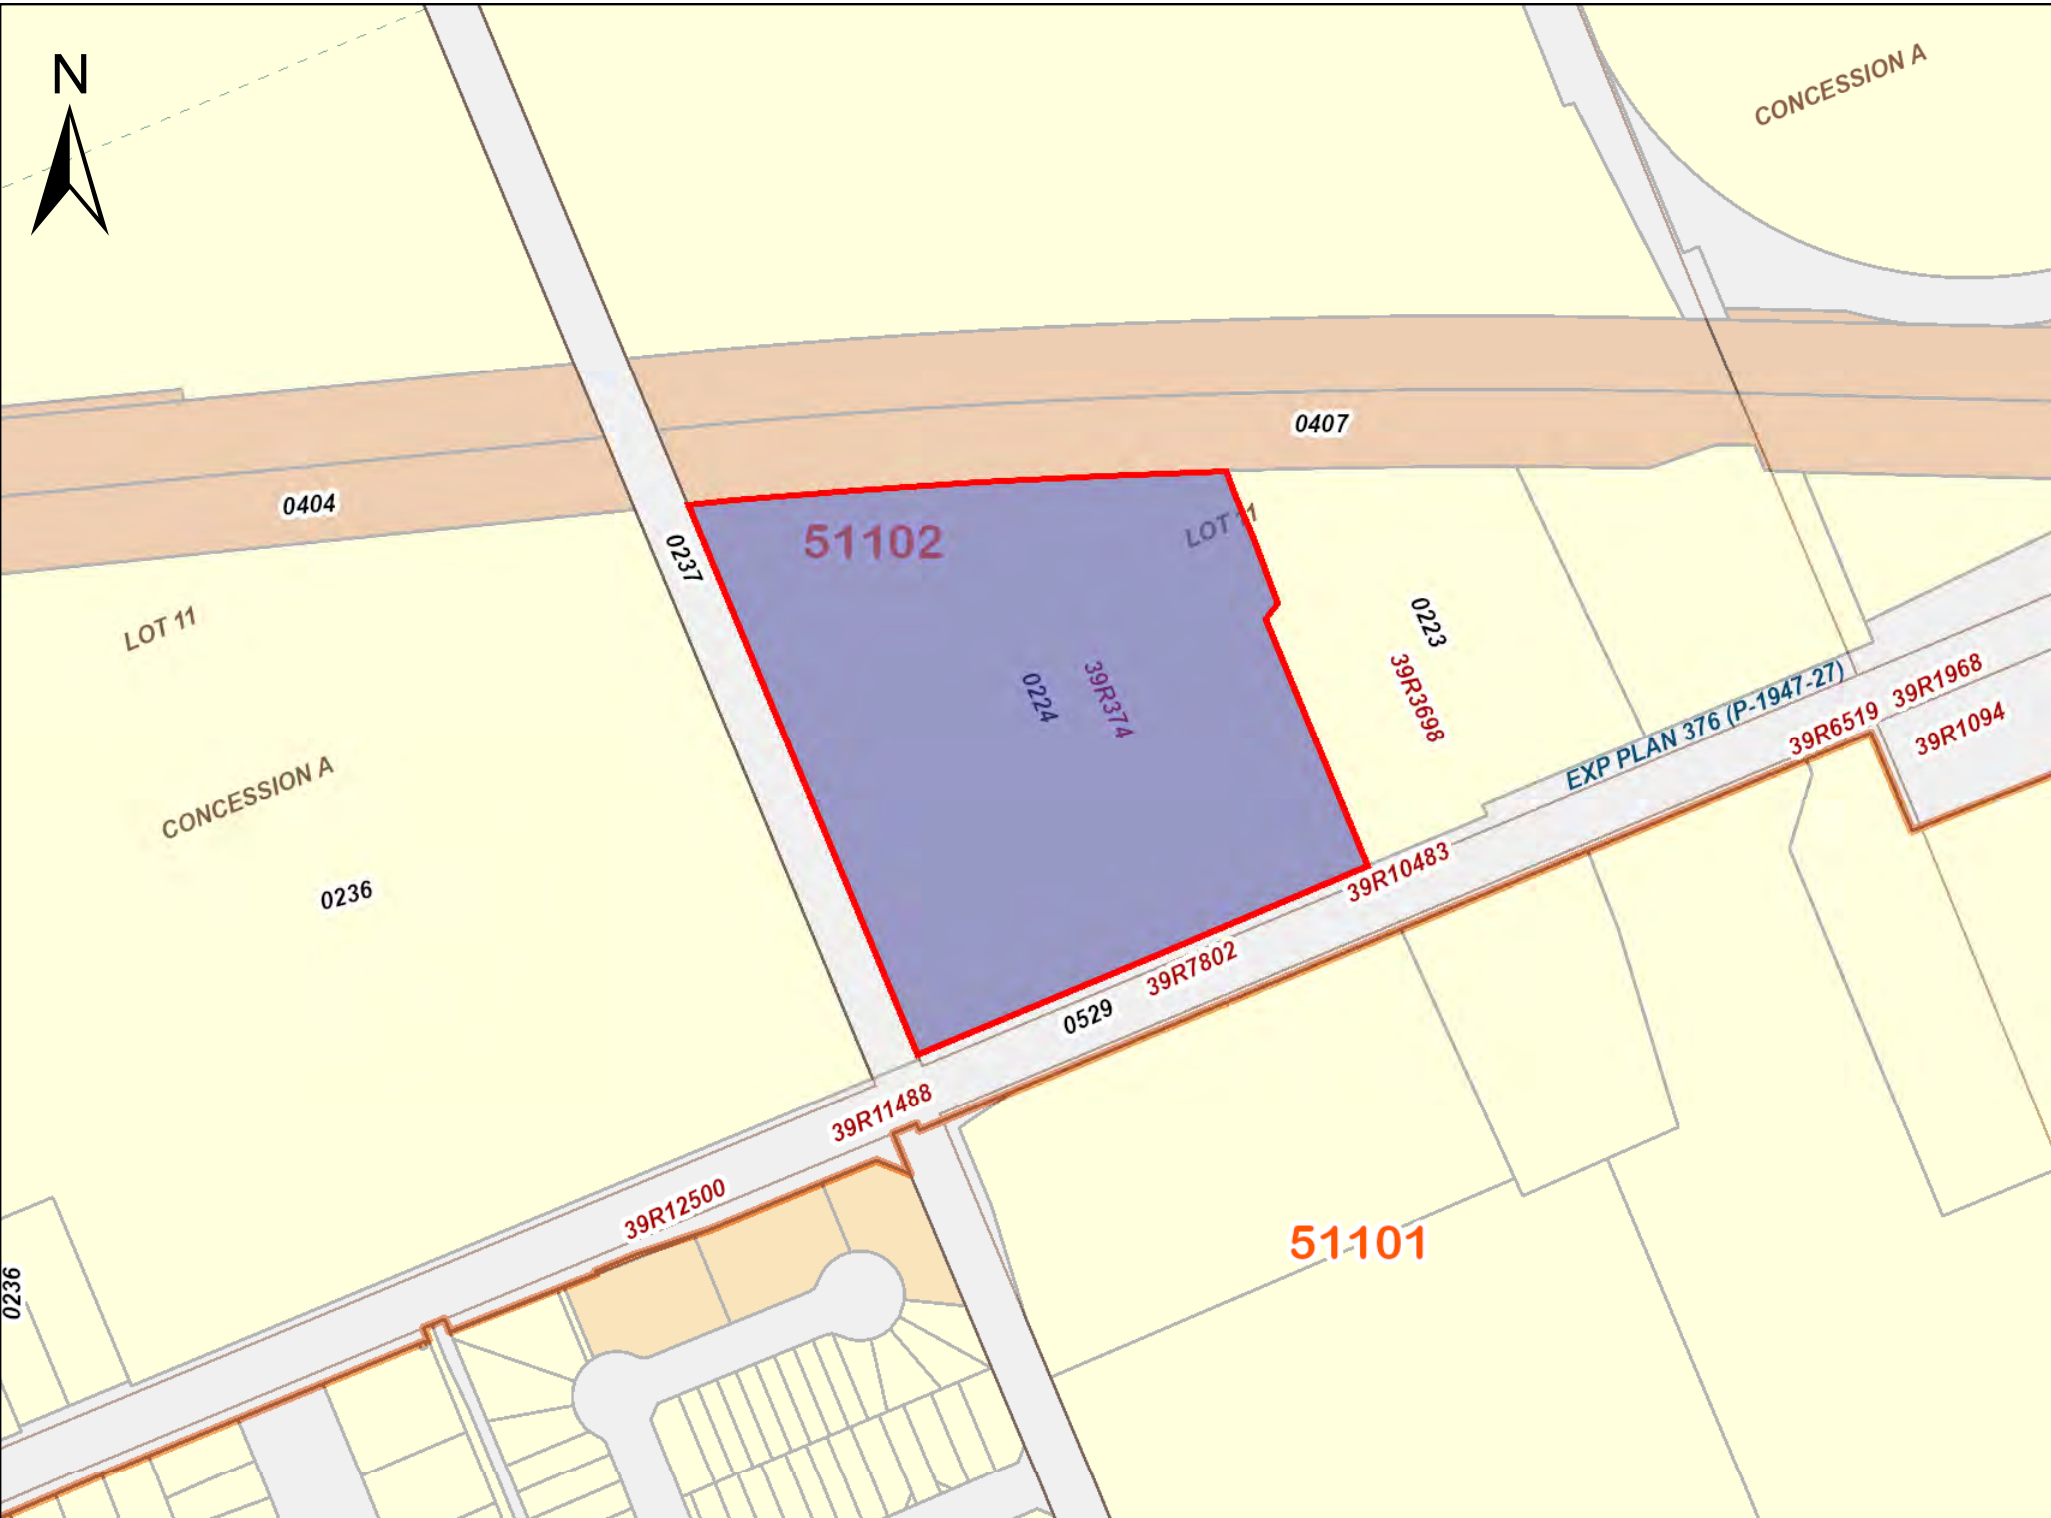 N
CONCESSION A
0407
0404
51102
LOT 11
0237
LOT 11
0223
39R3698
0224
39R374
EXP PLAN 376 (P-1947-27)
39R1968
39R6519
39R1094
CONCESSION A
0236
39R10483
39R7802
0529
39R11488
39R12500
51101
0236